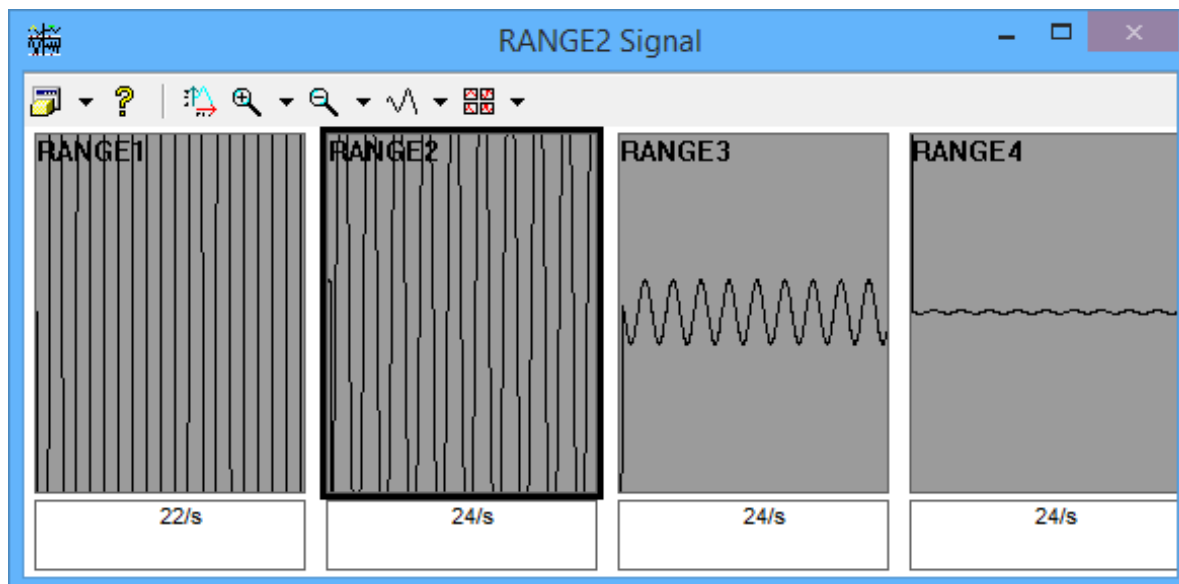 RANGE2 Signal
RANGE1
RANGE2
RANGE3
RANGE4
22/s
24/s
24/s
24/s